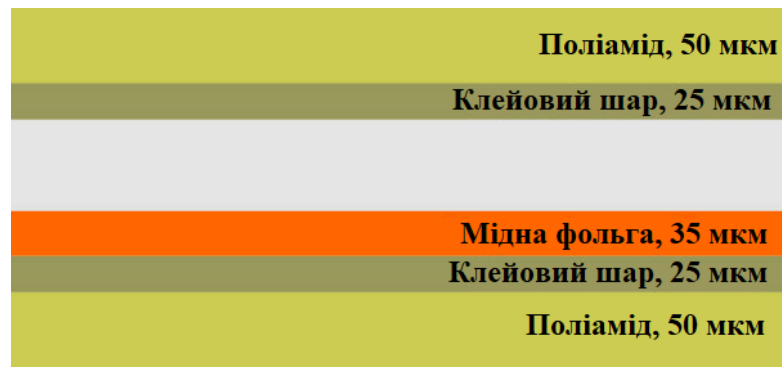 Поліамід, 50 мкм
Клейовий шар, 25 мкм
Мідна фольга, 35 мкм
Клейовий шар, 25 мкм
Поліамід, 50 мкм